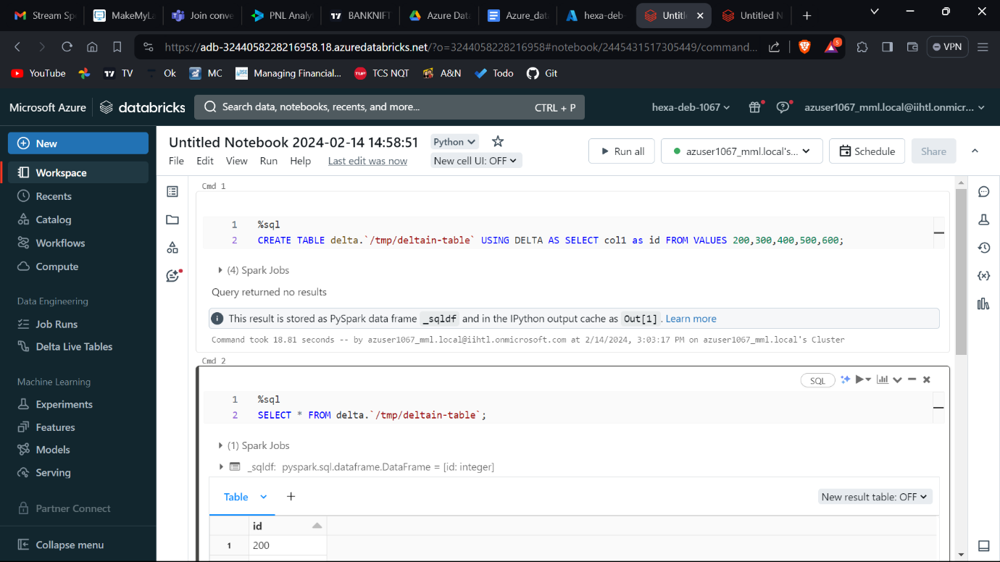 Stream Sp
MakeMyLa
Join conve
PNL Analy
BANKNIFT
Azure Data
Azure_dat
hexa-deb-
Untitl
Untitled N
https://adb-3244058228216958.18.azuredatabricks.net/?o=3244058228216958#notebook/2445431517305449/command...
5
VPN
YouTube
TV
Ok
MC
Managing Financial...
TCS NQT
A&N
Todo
Git
Microsoft Azure
databricks
Search data, notebooks, recents, and more...
CTRL + P
hexa-deb-1067
azuser1067_mml.local@iihtl.onmicr...
New
Workspace
Recents
Catalog
Workflows
Compute
Data Engineering
Job Runs
Delta Live Tables
Machine Learning
Experiments
Features
Models
Serving
Partner Connect
Collapse menu
Untitled Notebook 2024-02-14 14:58:51
Python
File Edit View Run Help Last edit was now
New cell UI: OFF
Run all
azuser1067_mml.local's...
Schedule
Share
Cmd 1
1 %sql
2 CREATE TABLE delta.`/tmp/deltain-table` USING DELTA AS SELECT col1 as id FROM VALUES 200,300,400,500,600;
(4) Spark Jobs
Query returned no results
This result is stored as PySpark data frame _sqldf and in the IPython output cache as Out[1]. Learn more
Command took 18.81 seconds -- by azuser1067_mml.local@iihtl.onmicrosoft.com at 2/14/2024, 3:03:17 PM on azuser1067_mml.local's Cluster
Cmd 2
SQL
1 %sql
2 SELECT * FROM delta.`/tmp/deltain-table`;
(1) Spark Jobs
_sqldf: pyspark.sql.dataframe.DataFrame = [id: integer]
Table
+
New result table: OFF
id
1 200